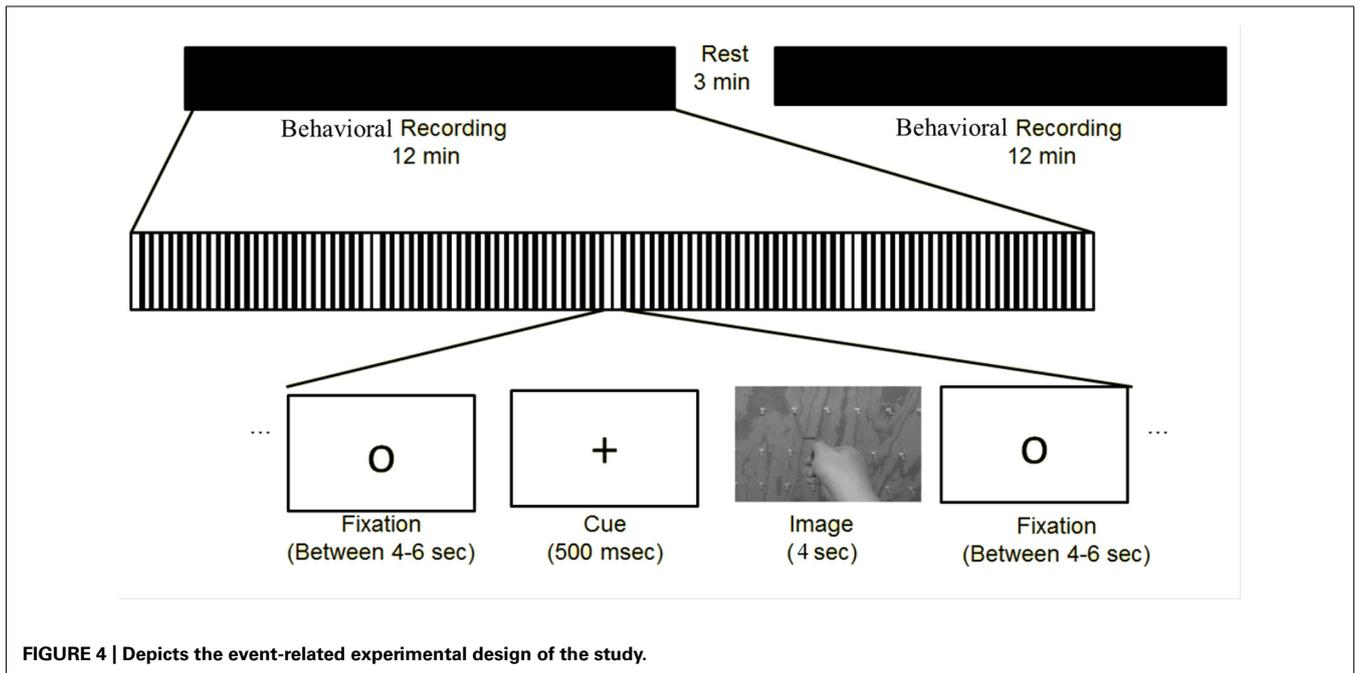 Rest
3 min
Behavioral Recording
12 min
Behavioral Recording
12 min
...
O
+
O
...
Fixation
(Between 4-6 sec)
Cue
(500 msec)
Image
(4 sec)
Fixation
(Between 4-6 sec)
FIGURE 4 | Depicts the event-related experimental design of the study.